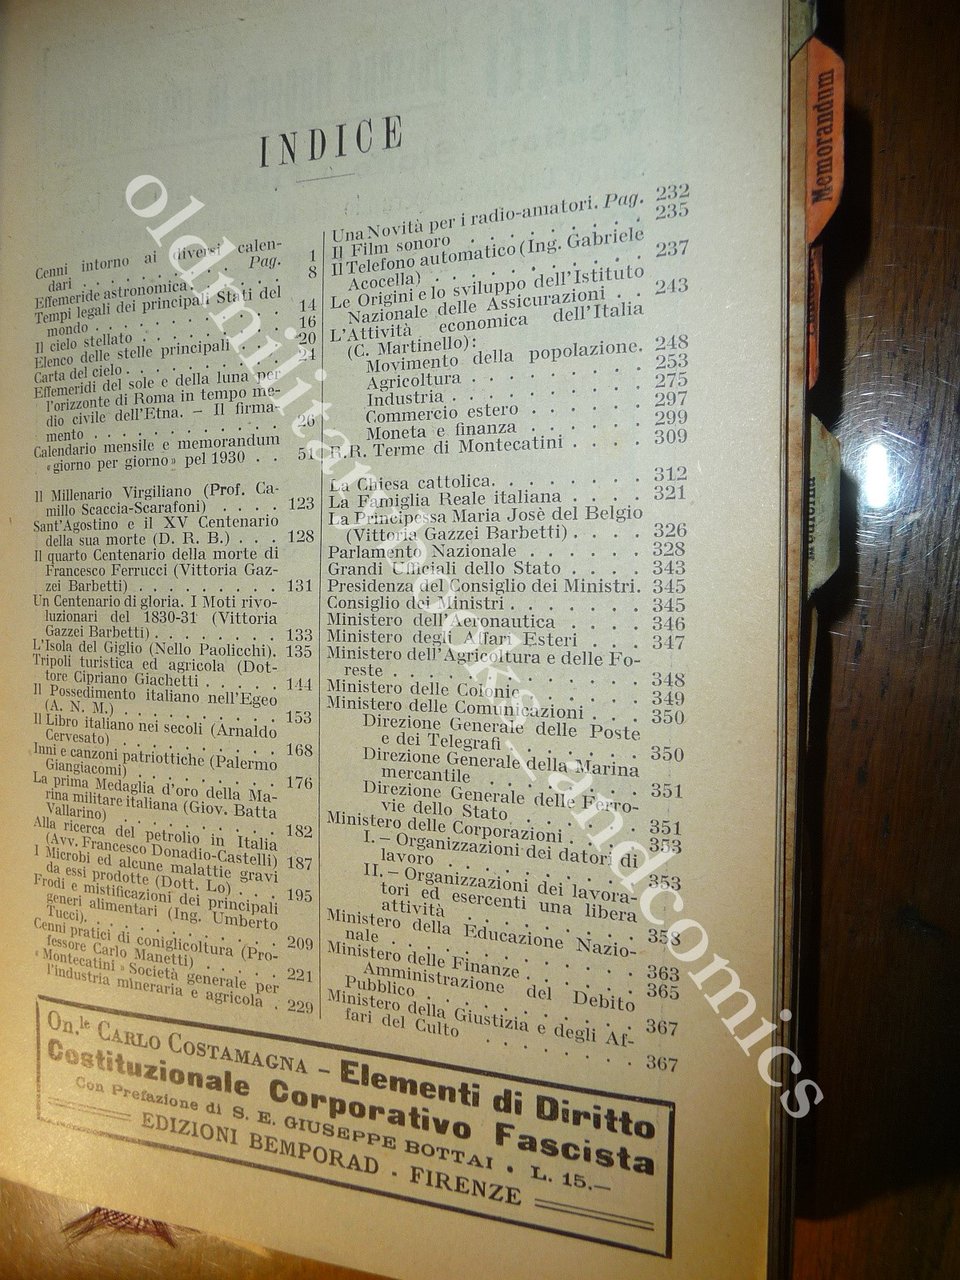 INDICE
Cenni intorno ai diversi calen-
dari . . . . . . . . Pag. 1
Effemeride astronomica . . . . . 8
Tempi legali dei principali Stati del
mondo . . . . . . . . . . 14
Il cielo stellato . . . . . . . . 16
Elenco delle stelle principali . . . 20
Carta del cielo . . . . . . . . 24
Effemeridi del sole e della luna per
l'orizzonte di Roma in tempo me-
dio civile dell'Etna. – Il firma-
mento . . . . . . . . . . 26
Calendario mensile e memorandum
«giorno per giorno» pel 1930 . . 51
Il Millenario Virgiliano (Prof. Ca-
millo Scaccia-Scarafoni) . . . . 123
Sant'Agostino e il XV Centenario
della sua morte (D. R. B.) . . . 128
Il quarto Centenario della morte di
Francesco Ferrucci (Vittoria Gaz-
zei Barbetti) . . . . . . . . 131
Un Centenario di gloria. I Moti rivo-
luzionari del 1830-31 (Vittoria
Gazzei Barbetti) . . . . . . . 133
L'Isola del Giglio (Nello Paolicchi). 135
Tripoli turistica ed agricola (Dot-
tore Cipriano Giachetti . . . . . 144
Il Possedimento italiano nell'Egeo
(A. N. M.) . . . . . . . . . 153
Il Libro italiano nei secoli (Arnaldo
Cervesato) . . . . . . . . . 168
Inni e canzoni patriottiche (Palermo
Giangiacomi) . . . . . . . . 176
La prima Medaglia d'oro della Ma-
rina militare italiana (Giov. Batta
Vallarino) . . . . . . . . . 182
Alla ricerca del petrolio in Italia
(Avv. Francesco Donadio-Castelli) 187
I Microbi ed alcune malattie gravi
da essi prodotte (Dott. Lo) . . . 195
Frodi e mistificazioni dei principali
generi alimentari (Ing. Umberto
Tucci). . . . . . . . . . . 209
Cenni pratici di coniglicoltura (Pro-
fessore Carlo Manetti) . . . . . 221
«Montecatini» Società generale per
l'industria mineraria e agricola . 229
Una Novità per i radio-amatori. Pag. 232
Il Film sonoro . . . . . . . . 235
Il Telefono automatico (Ing. Gabriele
Acocella) . . . . . . . . . 237
Le Origini e lo sviluppo dell'Istituto
Nazionale delle Assicurazioni . . 243
L'Attività economica dell'Italia
(C. Martinello):
Movimento della popolazione. 248
Agricoltura . . . . . . . . 253
Industria . . . . . . . . . 275
Commercio estero . . . . . . 297
Moneta e finanza . . . . . . 299
R.R. Terme di Montecatini . . . . 309
La Chiesa cattolica. . . . . . . . 312
La Famiglia Reale italiana . . . . 321
La Principessa Maria Josè del Belgio
(Vittoria Gazzei Barbetti) . . . . 326
Parlamento Nazionale . . . . . . 328
Grandi Ufficiali dello Stato . . . . 343
Presidenza del Consiglio dei Ministri. 345
Consiglio dei Ministri . . . . . . . 345
Ministero dell'Aeronautica . . . . 346
Ministero degli Affari Esteri . . . 347
Ministero dell'Agricoltura e delle Fo-
reste . . . . . . . . . . . 348
Ministero delle Colonie . . . . . . 349
Ministero delle Comunicazioni . . . 350
Direzione Generale delle Poste
e dei Telegrafi . . . . . . 350
Direzione Generale della Marina
mercantile . . . . . . . . 351
Direzione Generale delle Ferro-
vie dello Stato . . . . . . 351
Ministero delle Corporazioni . . . . 353
I. – Organizzazioni dei datori di
lavoro . . . . . . . . . 353
II. – Organizzazioni dei lavora-
tori ed esercenti una libera
attività . . . . . . . . . 358
Ministero della Educazione Nazio-
nale . . . . . . . . . . . 363
Ministero delle Finanze . . . . . . 365
Amministrazione del Debito
Pubblico . . . . . . . . . 367
Ministero della Giustizia e degli Af-
fari del Culto . . . . . . . 367
On.le CARLO COSTAMAGNA – Elementi di Diritto
Costituzionale Corporativo Fascista
Con Prefazione di S. E. GIUSEPPE BOTTAI . L. 15.–
EDIZIONI BEMPORAD . FIRENZE
Memorandum
oldmilitarybooks_andcomics